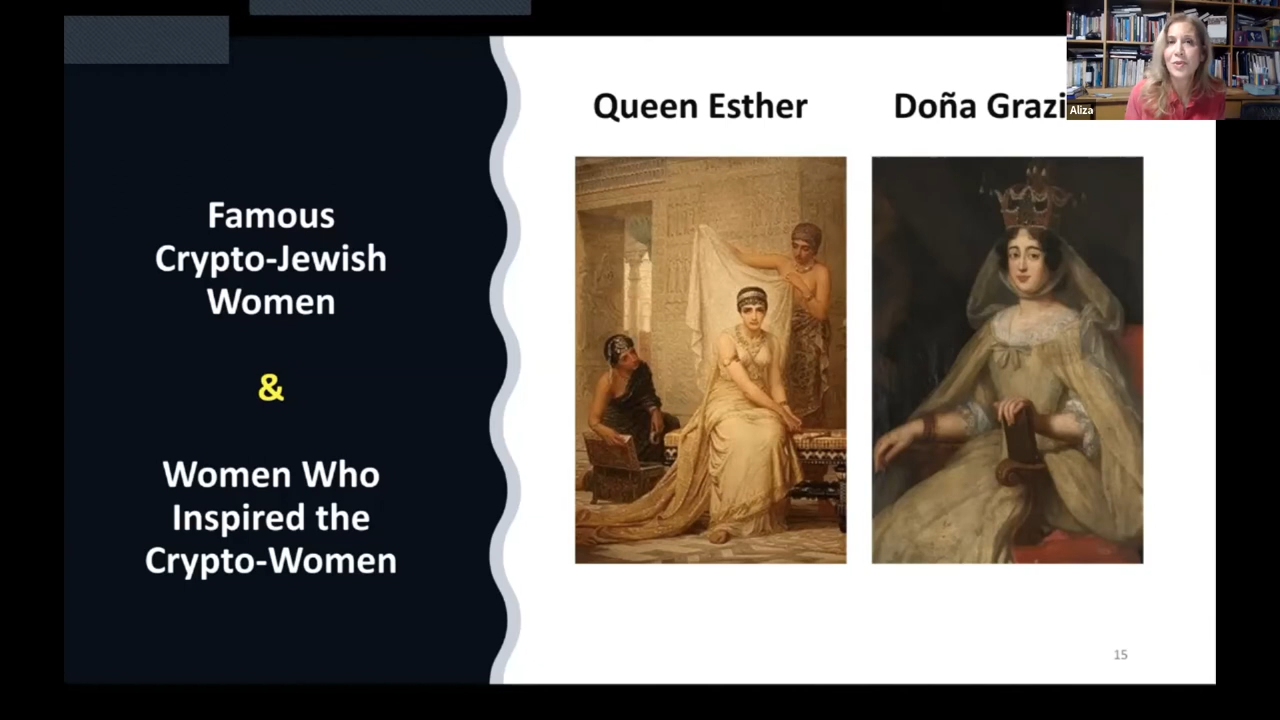 Famous
Crypto-Jewish
Women
&
Women Who
Inspired the
Crypto-Women
Queen Esther
Doña Grazi
Aliza
15